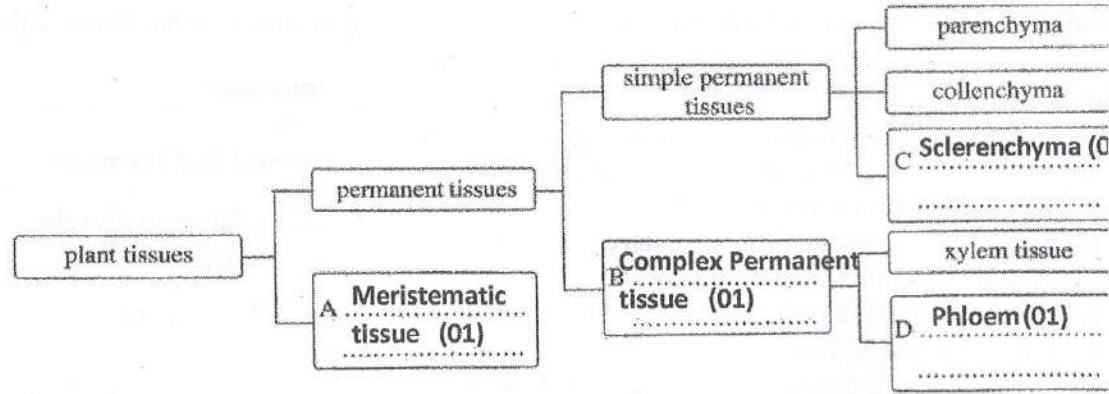 parenchyma
simple permanent
tissues
collenchyma
C Sclerenchyma (0
permanent tissues
plant tissues
xylem tissue
B Complex Permanent
tissue (01)
A Meristematic
tissue (01)
D Phloem (01)